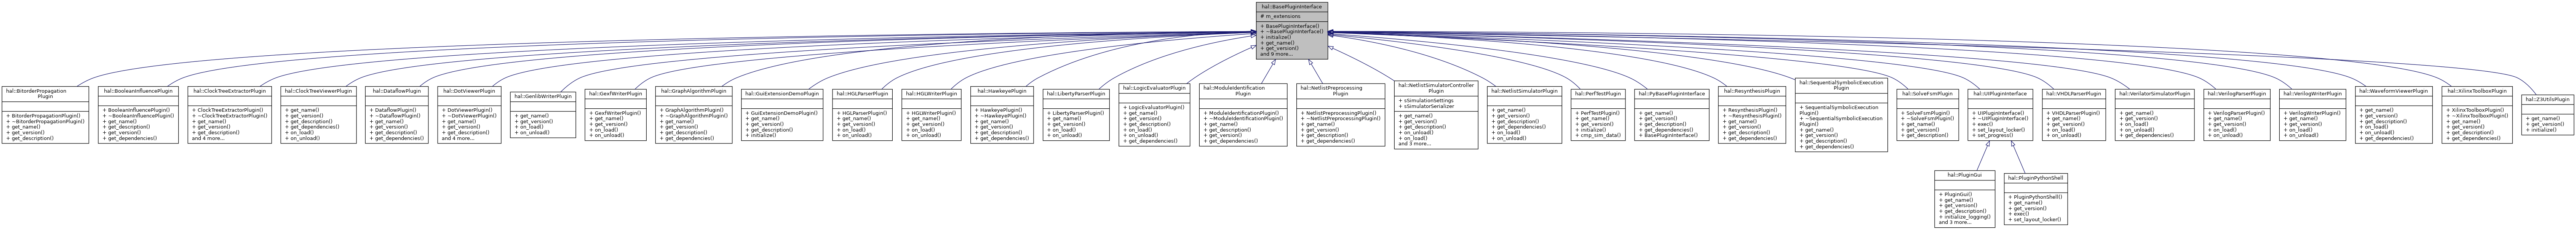 hal::BasePluginInterface
# m_extensions
+ BasePluginInterface()
+ ~BasePluginInterface()
+ initialize()
+ get_name()
+ get_version()
and 9 more...
hal::BitorderPropagation
Plugin
+ BitorderPropagationPlugin()
+ ~BitorderPropagationPlugin()
+ get_name()
+ get_version()
+ get_description()
hal::BooleanInfluencePlugin
+ BooleanInfluencePlugin()
+ ~BooleanInfluencePlugin()
+ get_name()
+ get_description()
+ get_version()
+ get_dependencies()
hal::ClockTreeExtractorPlugin
+ ClockTreeExtractorPlugin()
+ ~ClockTreeExtractorPlugin()
+ get_name()
+ get_version()
+ get_description()
and 4 more...
hal::ClockTreeViewerPlugin
+ get_name()
+ get_version()
+ get_description()
+ get_dependencies()
+ on_load()
+ on_unload()
hal::DataflowPlugin
+ DataflowPlugin()
+ ~DataflowPlugin()
+ get_name()
+ get_version()
+ get_description()
+ get_dependencies()
hal::DotViewerPlugin
+ DotViewerPlugin()
+ ~DotViewerPlugin()
+ get_name()
+ get_version()
+ get_description()
and 4 more...
hal::GenlibWriterPlugin
+ get_name()
+ get_version()
+ on_load()
+ on_unload()
hal::GexfWriterPlugin
+ GexfWriterPlugin()
+ get_name()
+ get_version()
+ on_load()
+ on_unload()
hal::GraphAlgorithmPlugin
+ GraphAlgorithmPlugin()
+ ~GraphAlgorithmPlugin()
+ get_name()
+ get_version()
+ get_description()
+ get_dependencies()
hal::GuiExtensionDemoPlugin
+ GuiExtensionDemoPlugin()
+ get_name()
+ get_version()
+ get_description()
+ initialize()
hal::HGLParserPlugin
+ HGLParserPlugin()
+ get_name()
+ get_version()
+ on_load()
+ on_unload()
hal::HGLWriterPlugin
+ HGLWriterPlugin()
+ get_name()
+ get_version()
+ on_load()
+ on_unload()
hal::HawkeyePlugin
+ HawkeyePlugin()
+ ~HawkeyePlugin()
+ get_name()
+ get_version()
+ get_description()
+ get_dependencies()
hal::LibertyParserPlugin
+ LibertyParserPlugin()
+ get_name()
+ get_version()
+ on_load()
+ on_unload()
hal::LogicEvaluatorPlugin
+ LogicEvaluatorPlugin()
+ get_name()
+ get_version()
+ get_description()
+ on_load()
+ on_unload()
+ get_dependencies()
hal::ModuleIdentification
Plugin
+ ModuleIdentificationPlugin()
+ ~ModuleIdentificationPlugin()
+ get_name()
+ get_description()
+ get_version()
+ get_dependencies()
hal::NetlistPreprocessing
Plugin
+ NetlistPreprocessingPlugin()
+ ~NetlistPreprocessingPlugin()
+ get_name()
+ get_version()
+ get_description()
+ get_dependencies()
hal::NetlistSimulatorController
Plugin
+ sSimulationSettings
+ sSimulatorSerializer
+ get_name()
+ get_version()
+ get_description()
+ on_unload()
+ on_load()
and 3 more...
hal::NetlistSimulatorPlugin
+ get_name()
+ get_version()
+ get_description()
+ get_dependencies()
+ on_load()
+ on_unload()
hal::PerfTestPlugin
+ PerfTestPlugin()
+ get_name()
+ get_version()
+ initialize()
+ cmp_sim_data()
hal::PyBasePluginInterface
+ get_name()
+ get_version()
+ get_description()
+ get_dependencies()
+ BasePluginInterface()
hal::ResynthesisPlugin
+ ResynthesisPlugin()
+ ~ResynthesisPlugin()
+ get_name()
+ get_version()
+ get_description()
+ get_dependencies()
hal::SequentialSymbolicExecution
Plugin
+ SequentialSymbolicExecution
Plugin()
+ ~SequentialSymbolicExecution
Plugin()
+ get_name()
+ get_version()
+ get_description()
+ get_dependencies()
hal::SolveFsmPlugin
+ SolveFsmPlugin()
+ ~SolveFsmPlugin()
+ get_name()
+ get_version()
+ get_description()
hal::UIPluginInterface
+ UIPluginInterface()
+ ~UIPluginInterface()
+ exec()
+ set_layout_locker()
+ set_progress()
hal::VHDLParserPlugin
+ VHDLParserPlugin()
+ get_name()
+ get_version()
+ on_load()
+ on_unload()
hal::VerilatorSimulatorPlugin
+ get_name()
+ get_version()
+ on_load()
+ on_unload()
+ get_dependencies()
hal::VerilogParserPlugin
+ VerilogParserPlugin()
+ get_name()
+ get_version()
+ on_load()
+ on_unload()
hal::VerilogWriterPlugin
+ VerilogWriterPlugin()
+ get_name()
+ get_version()
+ on_load()
+ on_unload()
hal::WaveformViewerPlugin
+ get_name()
+ get_version()
+ get_description()
+ on_load()
+ on_unload()
+ get_dependencies()
hal::XilinxToolboxPlugin
+ XilinxToolboxPlugin()
+ ~XilinxToolboxPlugin()
+ get_name()
+ get_version()
+ get_description()
+ get_dependencies()
hal::Z3UtilsPlugin
+ get_name()
+ get_version()
+ initialize()
hal::PluginGui
+ PluginGui()
+ get_name()
+ get_version()
+ get_description()
+ initialize_logging()
and 3 more...
hal::PluginPythonShell
+ PluginPythonShell()
+ get_name()
+ get_version()
+ exec()
+ set_layout_locker()